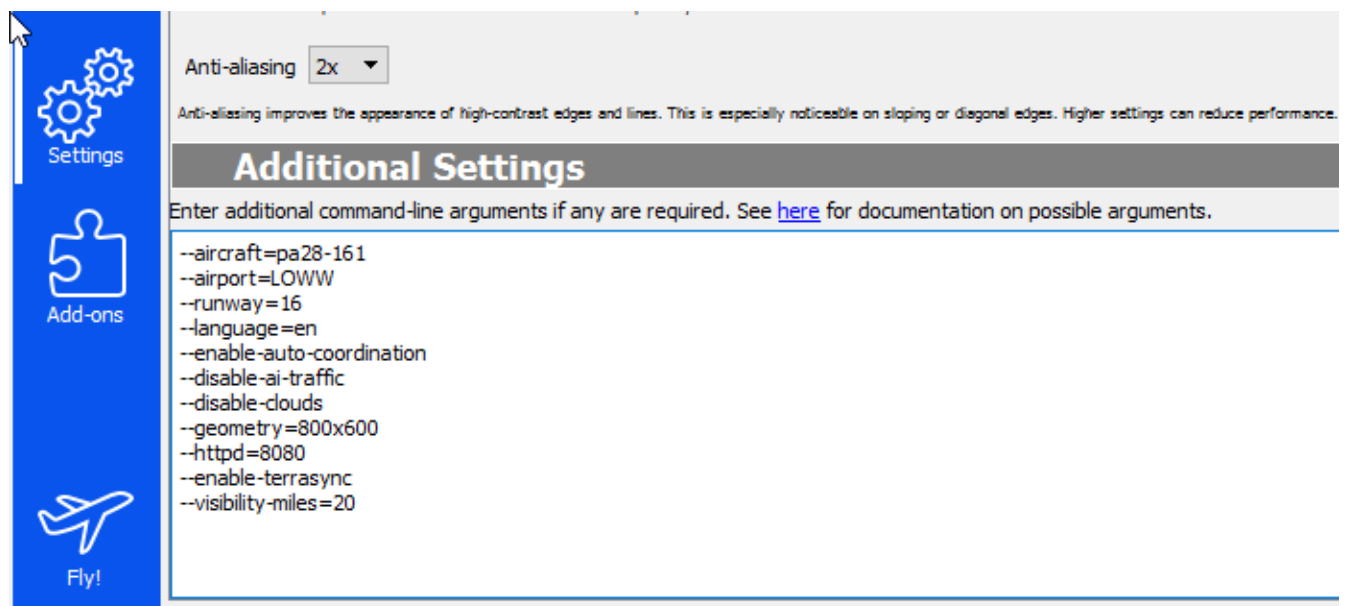 Anti-aliasing 2x
Anti-aliasing improves the appearance of high-contrast edges and lines. This is especially noticeable on sloping or diagonal edges. Higher settings can reduce performance.
Settings
Additional Settings
Enter additional command-line arguments if any are required. See here for documentation on possible arguments.
--aircraft=pa28-161
--airport=LOWW
--runway=16
Add-ons
--language=en
--enable-auto-coordination
--disable-ai-traffic
--disable-clouds
--geometry=800x600
--httpd=8080
--enable-terrasync
--visibility-miles=20
Fly!